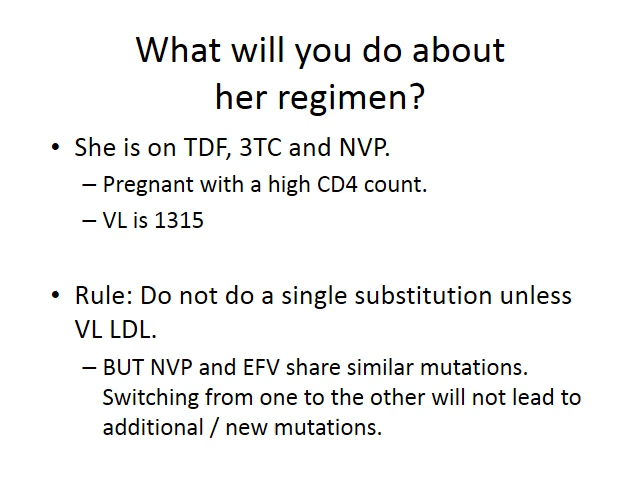 What will you do about
her regimen?
• She is on TDF, 3TC and NVP.
– Pregnant with a high CD4 count.
– VL is 1315
• Rule: Do not do a single substitution unless
VL LDL.
– BUT NVP and EFV share similar mutations.
Switching from one to the other will not lead to
additional / new mutations.